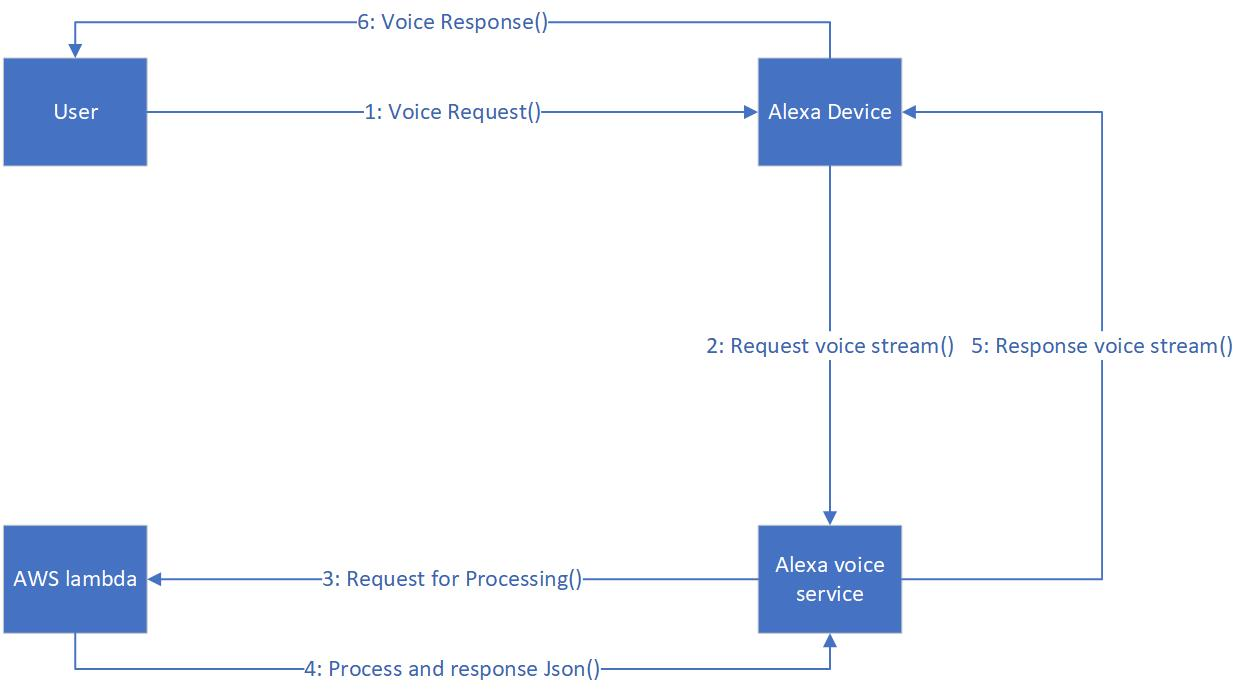 6: Voice Response()
User
1: Voice Request()
Alexa Device
2: Request voice stream()
5: Response voice stream()
AWS lambda
3: Request for Processing()
Alexa voice
service
4: Process and response Json()